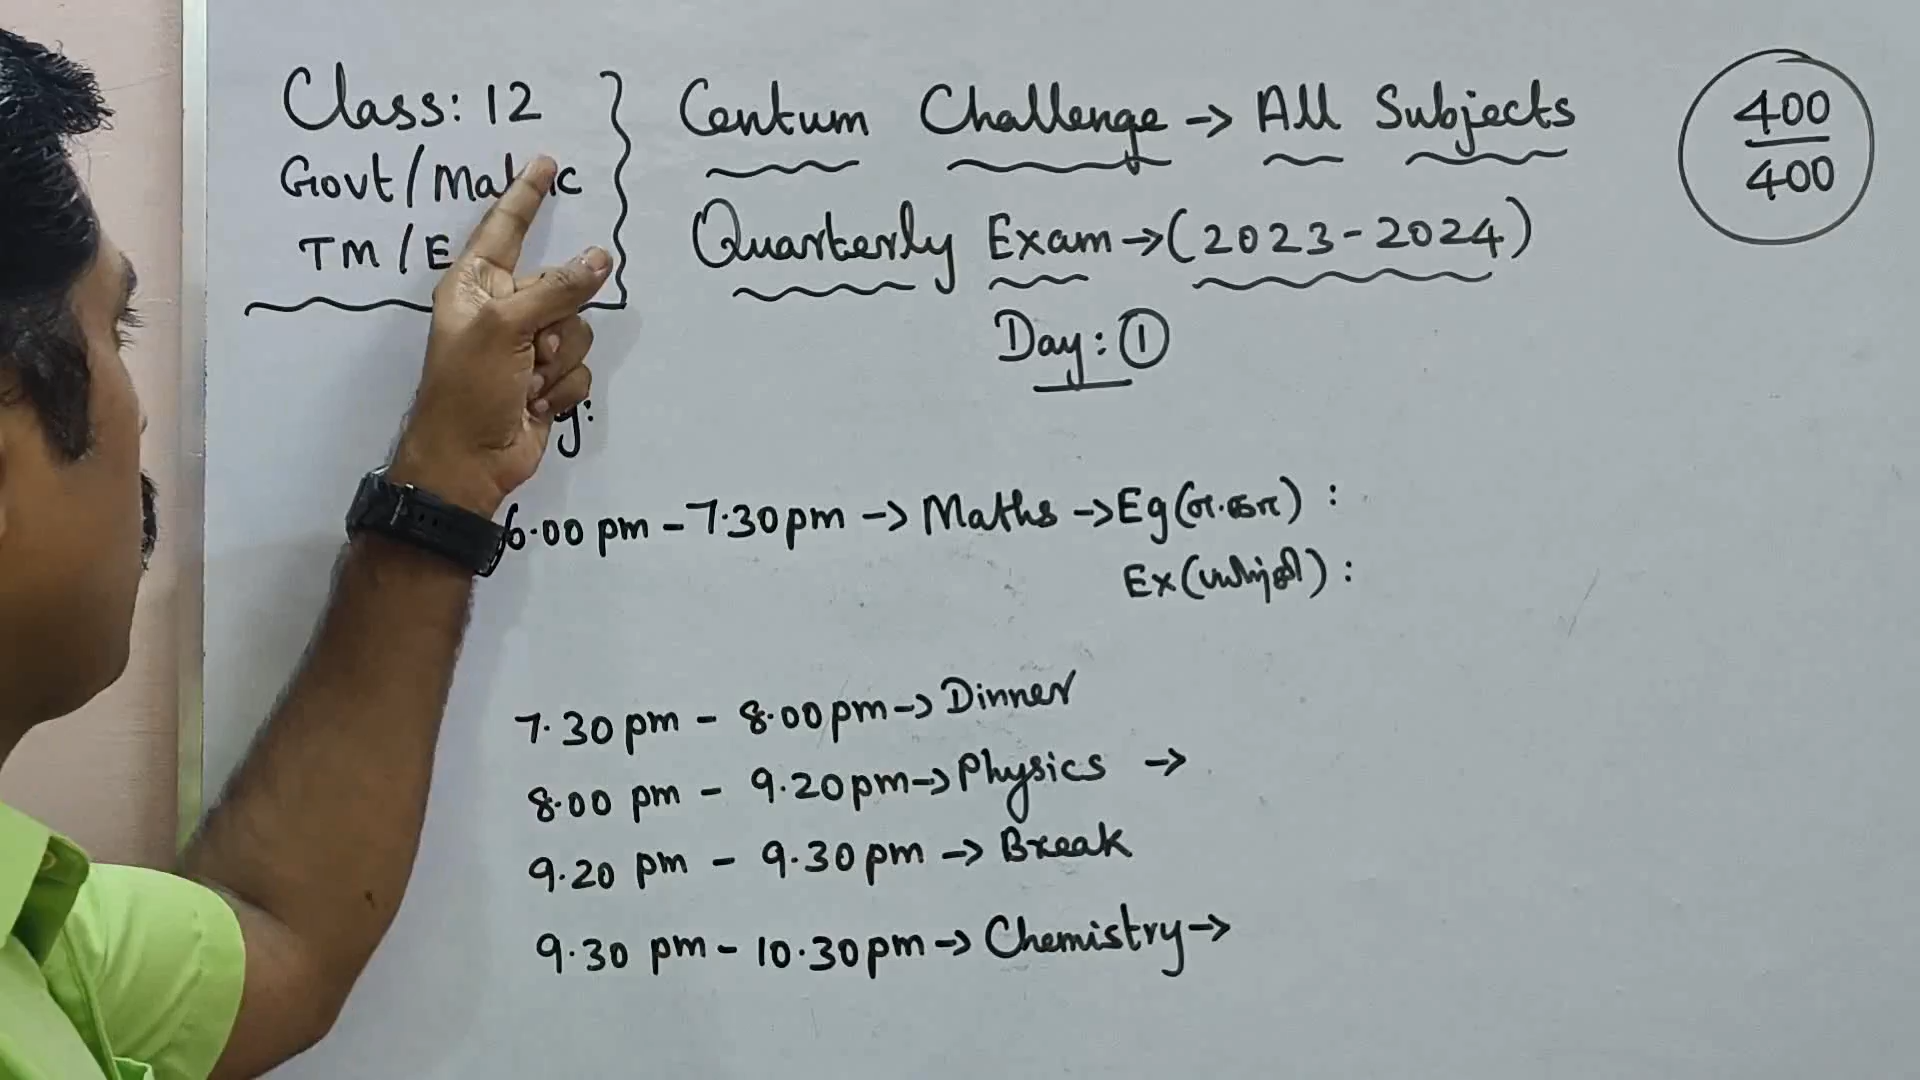 Class: 12
Govt/Matric
TM/E
Centum Challenge → All Subjects
Quarterly Exam → (2023-2024)
Day: ①
400
400
6.00 pm - 7.30 pm → Maths → Eg (எ.கா) :
Ex (பயிற்சி) :
7.30 pm - 8.00 pm → Dinner
8.00 pm - 9.20 pm → Physics →
9.20 pm - 9.30 pm → Break
9.30 pm - 10.30 pm → Chemistry →